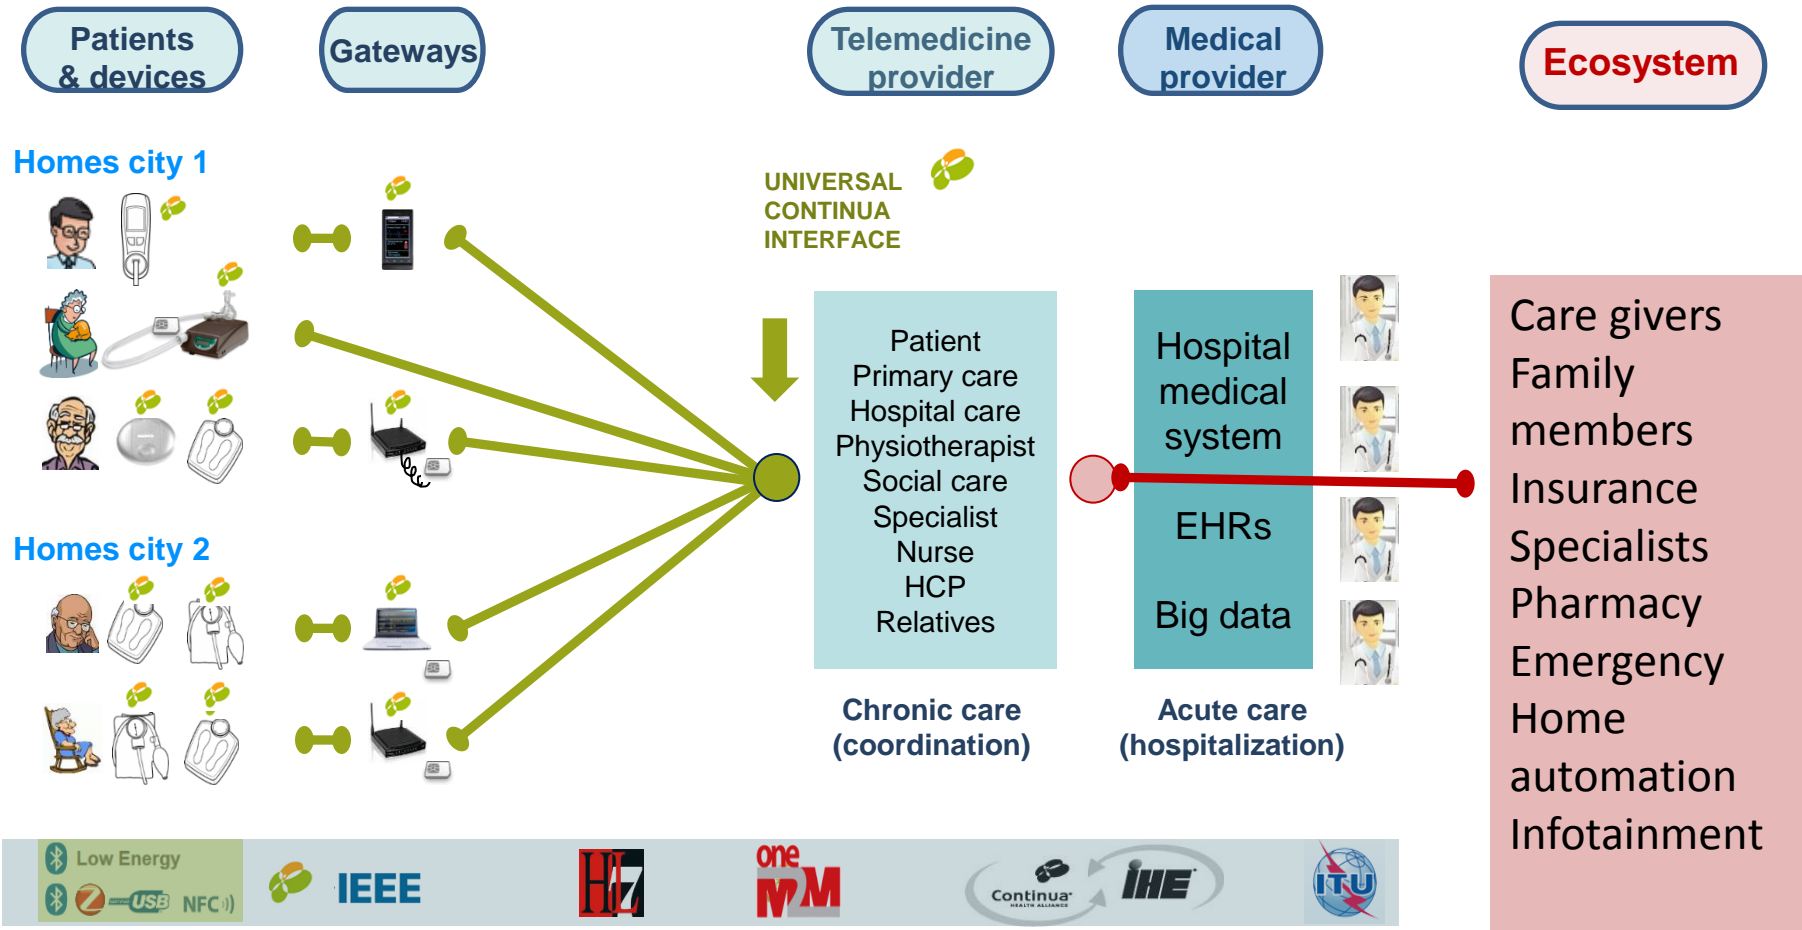 Patients
& devices
Gateways
Telemedicine
provider
Medical
provider
Ecosystem
Homes city 1
UNIVERSAL
CONTINUA
INTERFACE
Patient
Primary care
Hospital care
Physiotherapist
Social care
Specialist
Nurse
HCP
Relatives
Hospital
medical
system
EHRs
Big data
Care givers
Family
members
Insurance
Specialists
Pharmacy
Emergency
Home
automation
Infotainment
Homes city 2
Chronic care
(coordination)
Acute care
(hospitalization)
Low Energy
USB
NFC
IEEE
HL7
one
M2M
Continua
HEALTH ALLIANCE
IHE
ITU